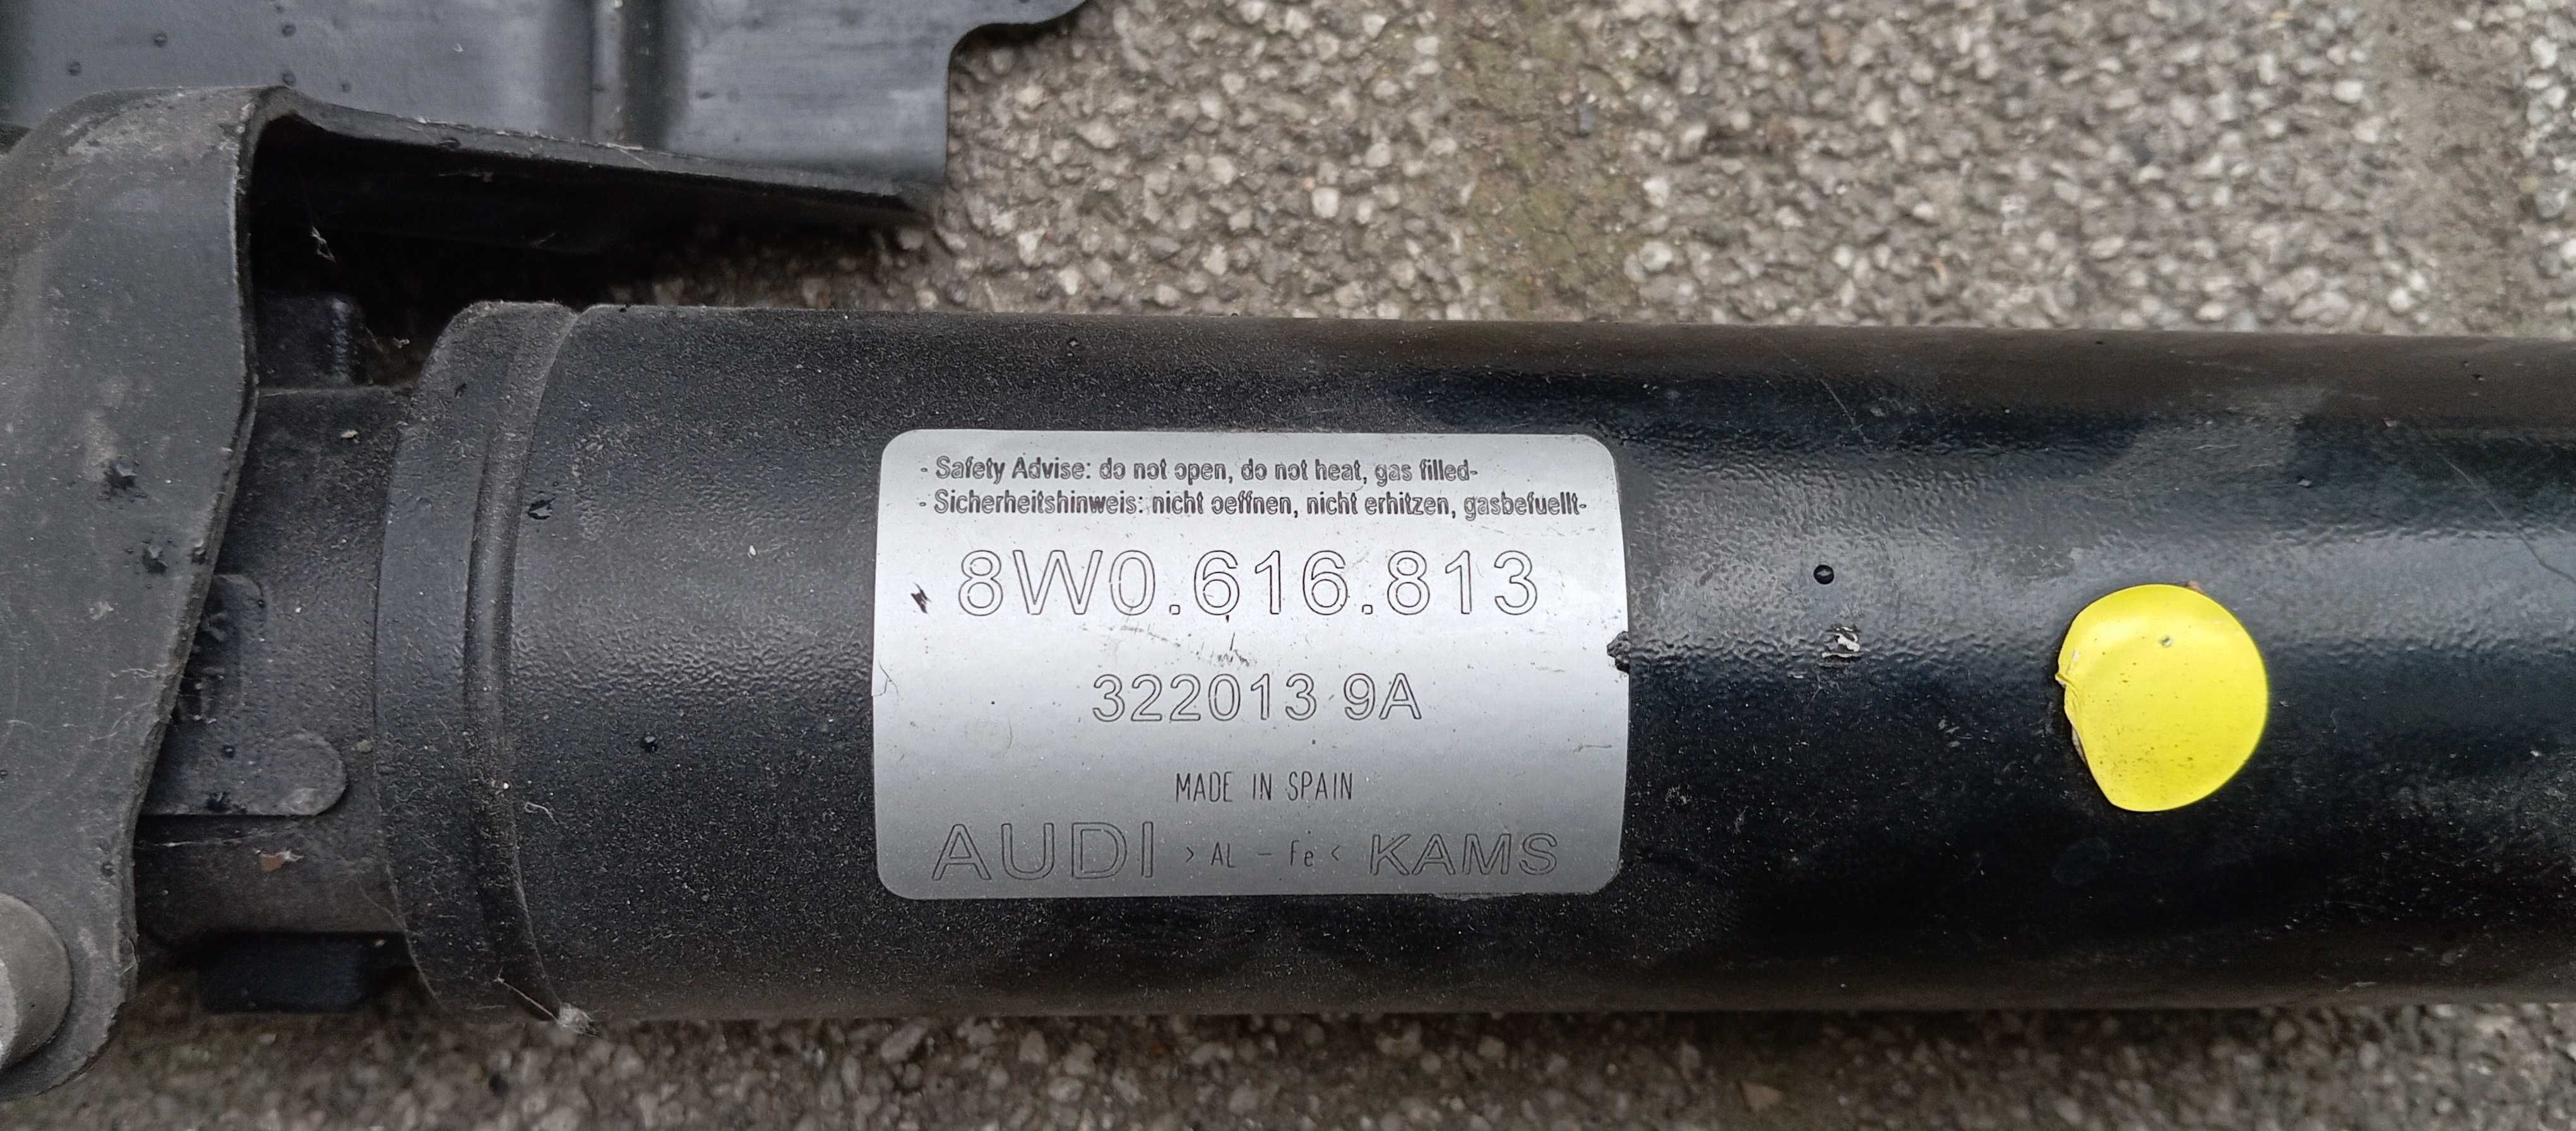 - Safety Advise: do not open, do not heat, gas filled-
- Sicherheitshinweis: nicht oeffnen, nicht erhitzen, gasbefuellt-
8W0.616.813
322013 9A
MADE IN SPAIN
AUDI > AL - Fe < KAMS